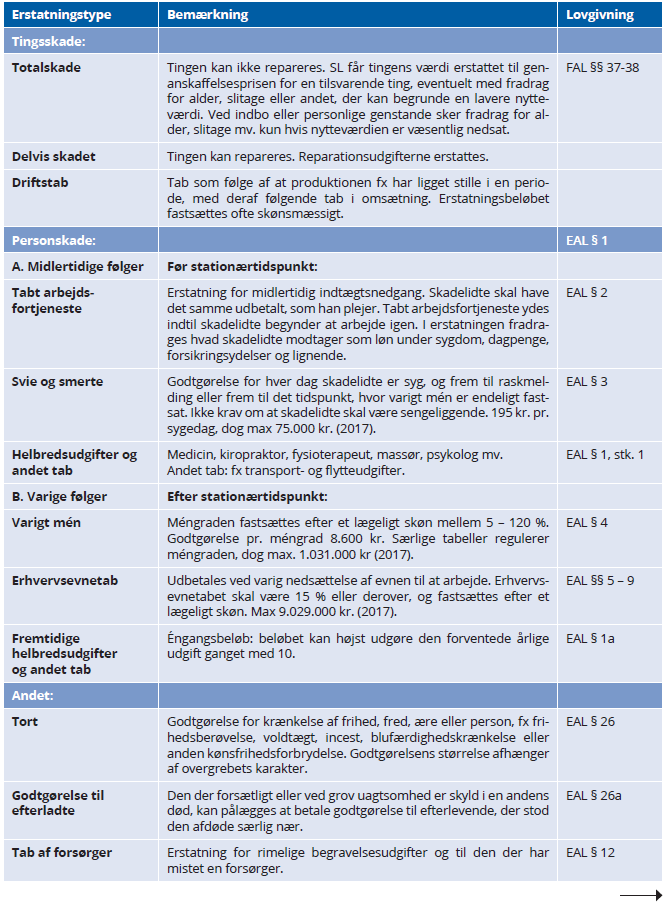 Erstatningstype Bemærkning Lovgivning
Tingsskade:
Totalskade Tingen kan ikke repareres. SL får tingens værdi erstattet til gen- FAL §§ 37-38
anskaffelsesprisen for en tilsvarende ting, eventuelt med fradrag
for alder, slitage eller andet, der kan begrunde en lavere nytte-
værdi. Ved indbo eller personlige genstande sker fradrag for al-
der, slitage mv. kun hvis nytteværdien er væsentlig nedsat.
Delvis skadet Tingen kan repareres. Reparationsudgifterne erstattes.
Driftstab Tab som følge af at produktionen fx har ligget stille i en perio-
de, med deraf følgende tab i omsætning. Erstatningsbeløbet
fastsættes ofte skønsmæssigt.
Personskade: EAL § 1
A. Midlertidige følger Før stationærtidspunkt:
Tabt arbejds- Erstatning for midlertidig indtægtsnedgang. Skadelidte skal have EAL § 2
fortjeneste det samme udbetalt, som han plejer. Tabt arbejdsfortjeneste ydes
indtil skadelidte begynder at arbejde igen. I erstatningen fradra-
ges hvad skadelidte modtager som løn under sygdom, dagpenge,
forsikringsydelser og lignende.
Svie og smerte Godtgørelse for hver dag skadelidte er syg, og frem til raskmel- EAL § 3
ding eller frem til det tidspunkt, hvor varigt mén er endeligt fast-
sat. Ikke krav om at skadelidte skal være sengeliggende. 195 kr. pr.
sygedag, dog max 75.000 kr. (2017).
Helbredsudgifter og Medicin, kiropraktor, fysioterapeut, massør, psykolog mv. EAL § 1, stk. 1
andet tab Andet tab: fx transport- og flytteudgifter.
B. Varige følger Efter stationærtidspunkt:
Varigt mén Méngraden fastsættes efter et lægeligt skøn mellem 5 – 120 %. EAL § 4
Godtgørelse pr. méngrad 8.600 kr. Særlige tabeller regulerer
méngraden, dog max. 1.031.000 kr (2017).
Erhvervsevnetab Udbetales ved varig nedsættelse af evnen til at arbejde. Erhvervs- EAL §§ 5 – 9
evnetabet skal være 15 % eller derover, og fastsættes efter et
lægeligt skøn. Max 9.029.000 kr. (2017).
Fremtidige Éngangsbeløb: beløbet kan højst udgøre den forventede årlige EAL § 1a
helbredsudgifter udgift ganget med 10.
og andet tab
Andet:
Tort Godtgørelse for krænkelse af frihed, fred, ære eller person, fx fri- EAL § 26
hedsberøvelse, voldtægt, incest, blufærdighedskrænkelse eller
anden kønsfrihedsforbrydelse. Godtgørelsens størrelse afhænger
af overgrebets karakter.
Godtgørelse til Den der forsætligt eller ved grov uagtsomhed er skyld i en andens EAL § 26a
efterladte død, kan pålægges at betale godtgørelse til efterlevende, der stod
den afdøde særlig nær.
Tab af forsørger Erstatning for rimelige begravelsesudgifter og til den der har EAL § 12
mistet en forsørger.